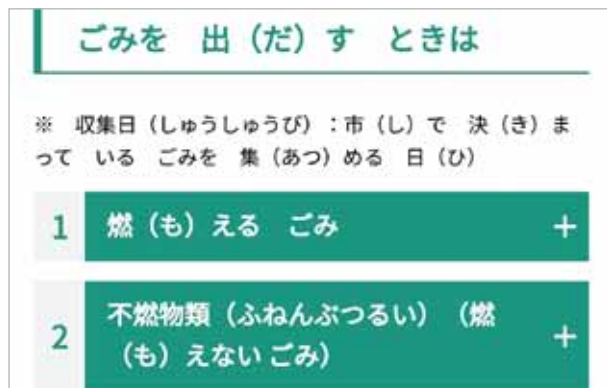 ごみを　出（だ）す　ときは
※　収集日（しゅうしゅうび）：市（し）で　決（き）ま
って　いる　ごみを　集（あつ）める　日（ひ）
1 燃（も）える　ごみ ＋
2 不燃物類（ふねんぶつるい）　（燃
（も）えない ごみ） ＋